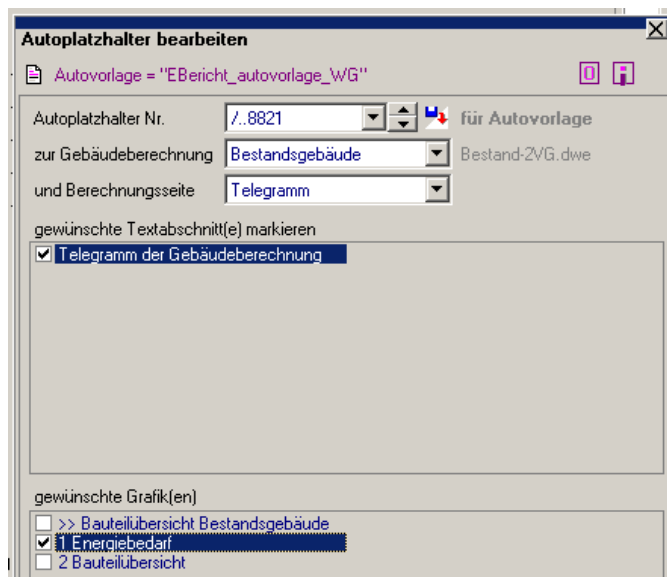 Autoplatzhalter bearbeiten
Autovorlage = "EBericht_autovorlage_WG"
Autoplatzhalter Nr. /..8821 für Autovorlage
zur Gebäudeberechnung Bestandsgebäude Bestand-2VG.dwe
und Berechnungsseite Telegramm
gewünschte Textabschnitt(e) markieren
Telegramm der Gebäudeberechnung
gewünschte Grafik(en)
>> Bauteilübersicht Bestandsgebäude
1 Energiebedarf
2 Bauteilübersicht